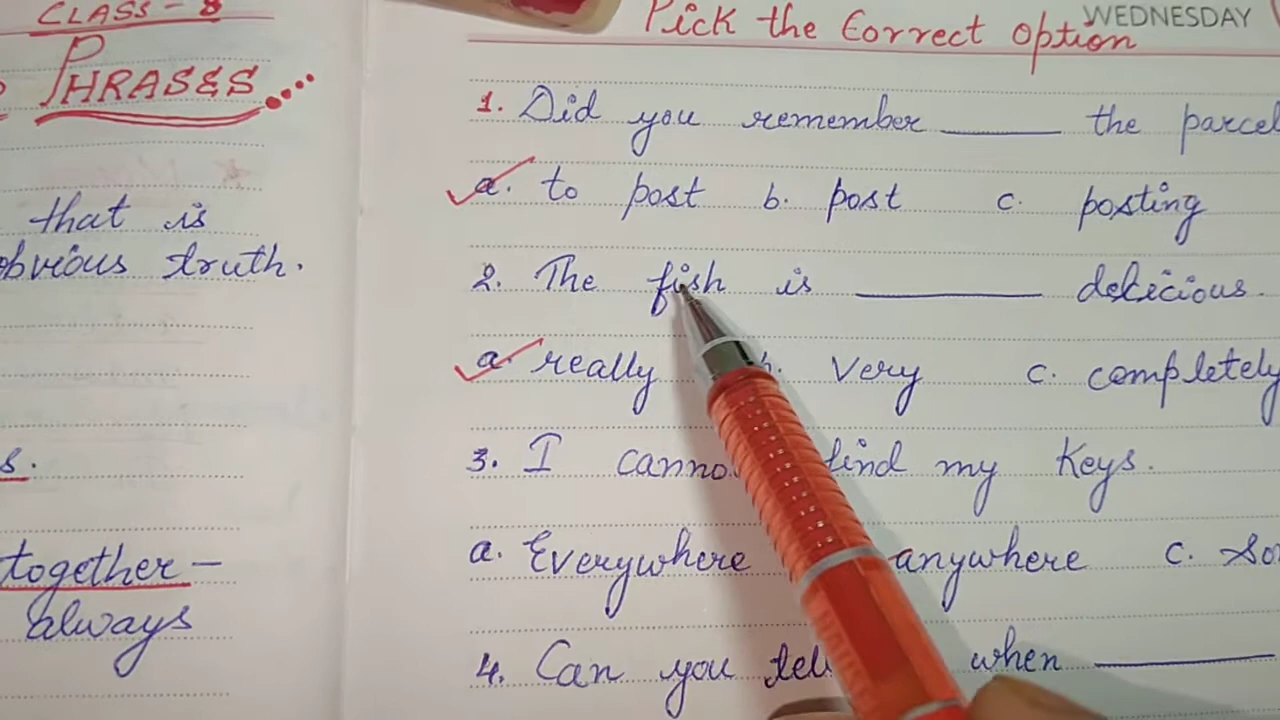 CLASS - 8
PHRASES...
that is
obvious truth.
s.
together -
always
WEDNESDAY
Pick the Correct Option
1. Did you remember ______ the parcel
a. to post b. post c. posting
2. The fish is ______ delicious.
a. really b. very c. completely
3. I cannot find my keys.
a. Everywhere anywhere c. so
4. Can you tell when ______